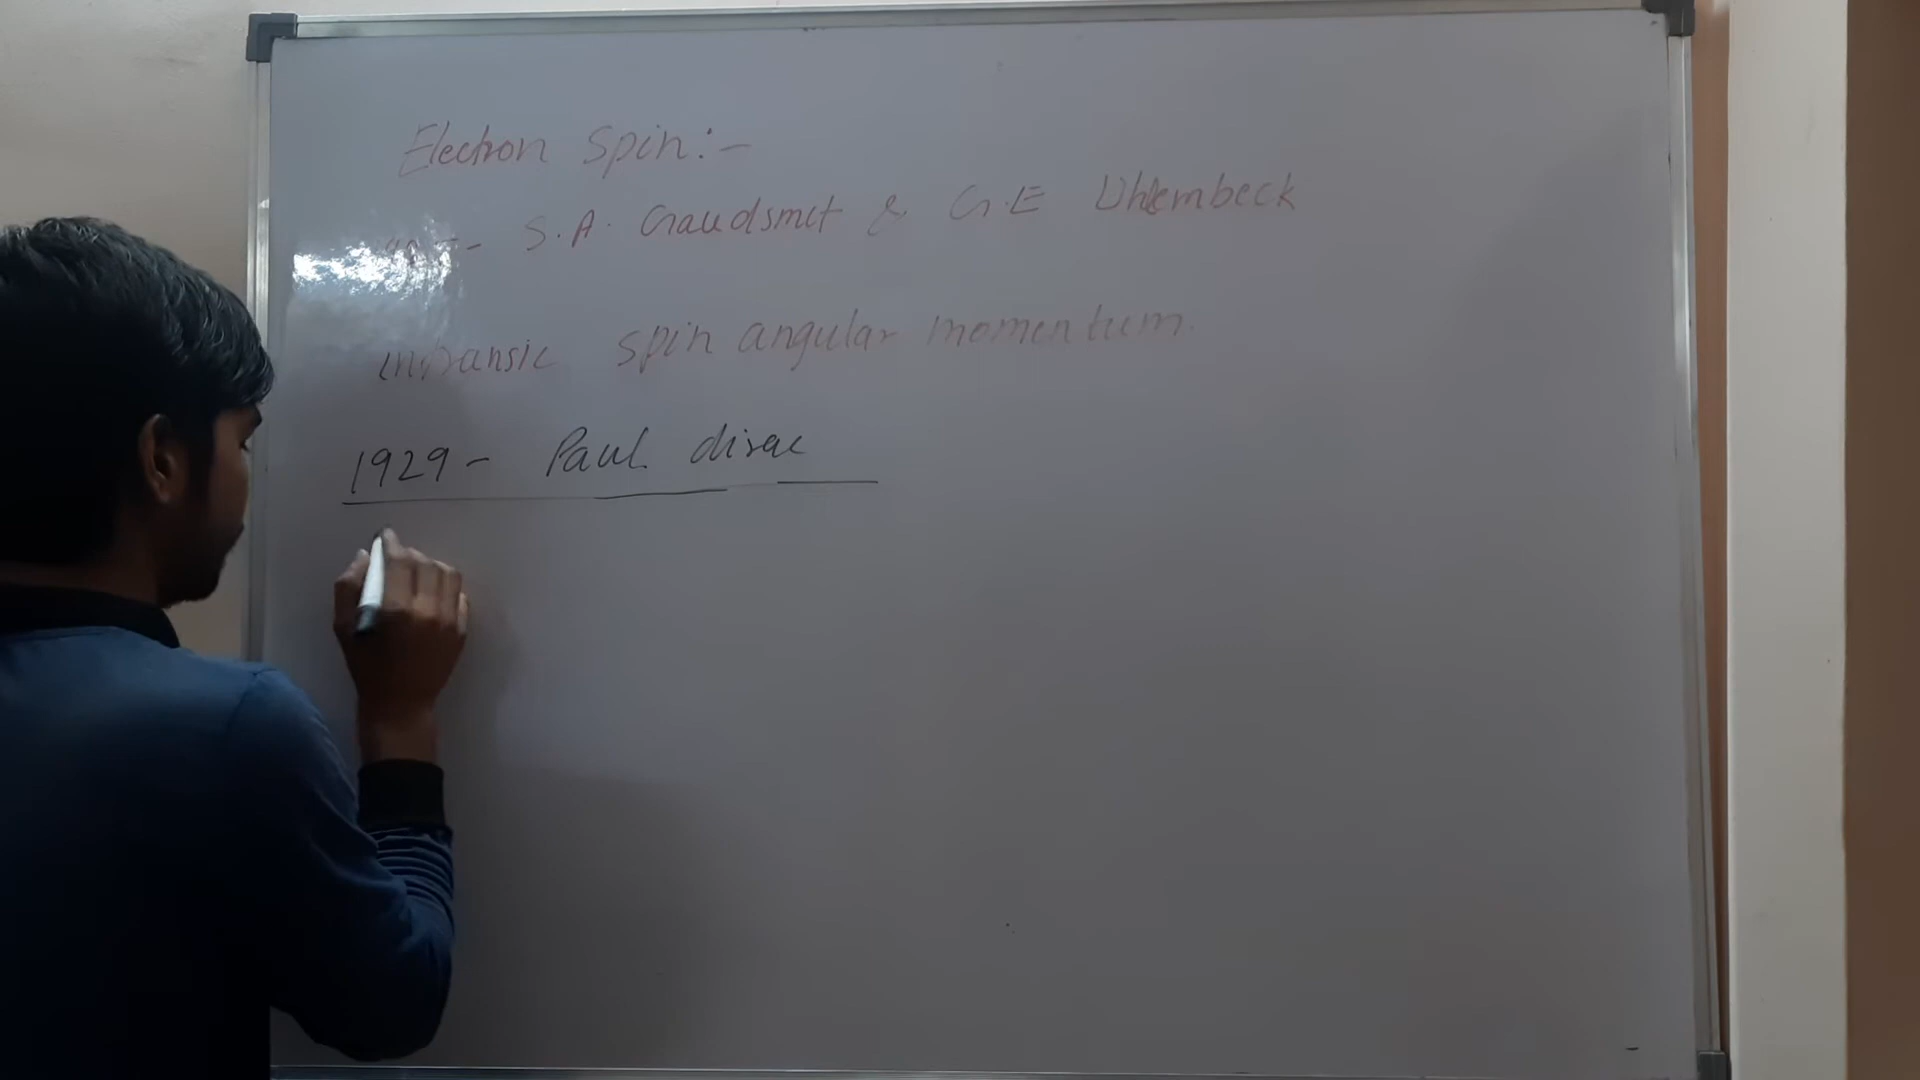 Electron Spin:-
- S.A. Gaudsmit & G.E Uhlembeck
intransic spin angular momentum.
1929 - Paul dirac